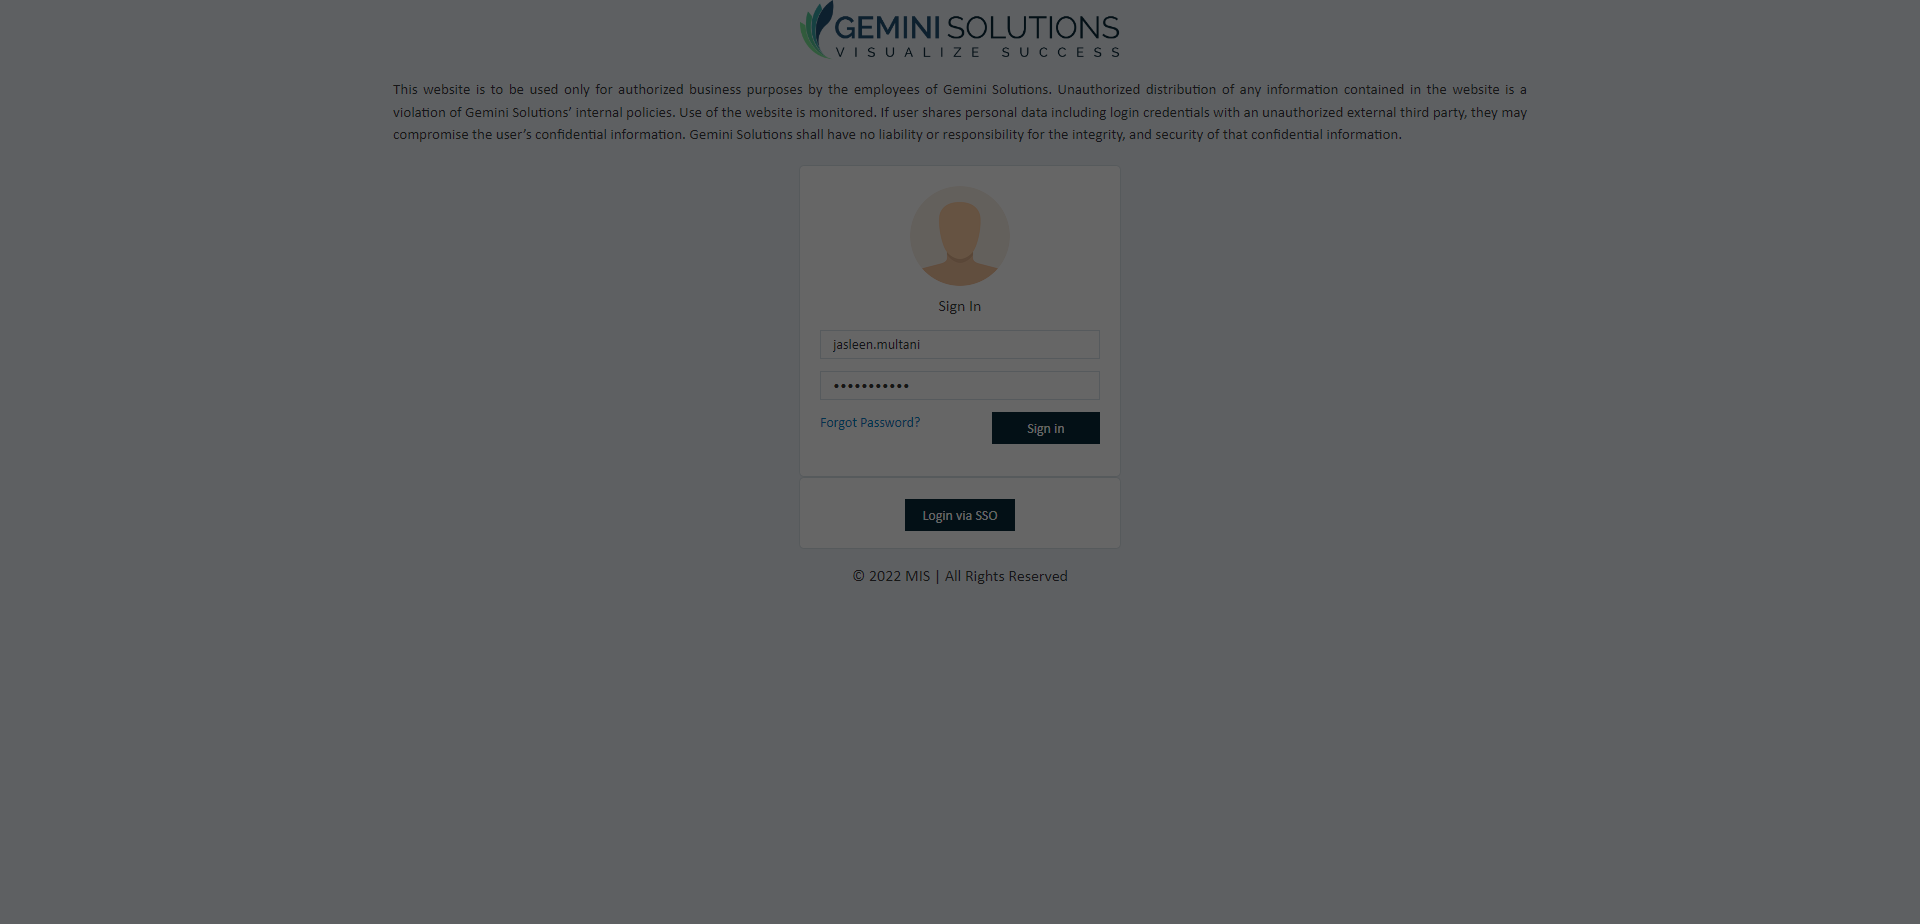 GEMINI SOLUTIONS
VISUALIZE SUCCESS
This website is to be used only for authorized business purposes by the employees of Gemini Solutions. Unauthorized distribution of any information contained in the website is a
violation of Gemini Solutions’ internal policies. Use of the website is monitored. If user shares personal data including login credentials with an unauthorized external third party, they may
compromise the user’s confidential information. Gemini Solutions shall have no liability or responsibility for the integrity, and security of that confidential information.
Sign In
jasleen.multani
•••••••••••
Forgot Password?
Sign in
Login via SSO
© 2022 MIS | All Rights Reserved